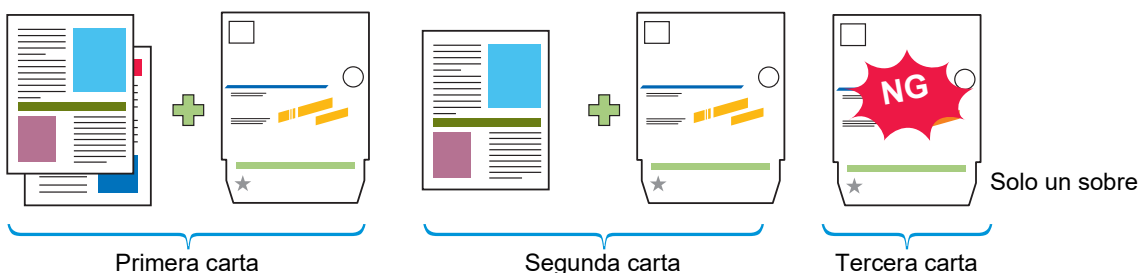 NG
Solo un sobre
Primera carta
Segunda carta
Tercera carta